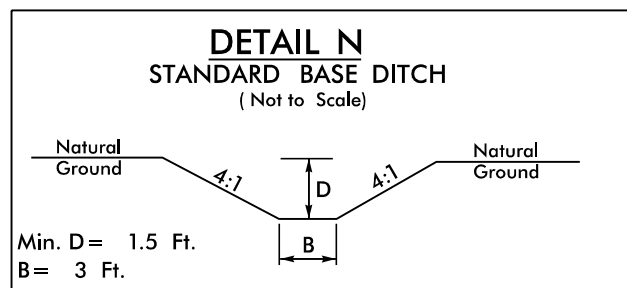 DETAIL N
STANDARD BASE DITCH
( Not to Scale)
Natural
Ground
4:1
D
4:1
Natural
Ground
B
Min. D= 1.5 Ft.
B= 3 Ft.